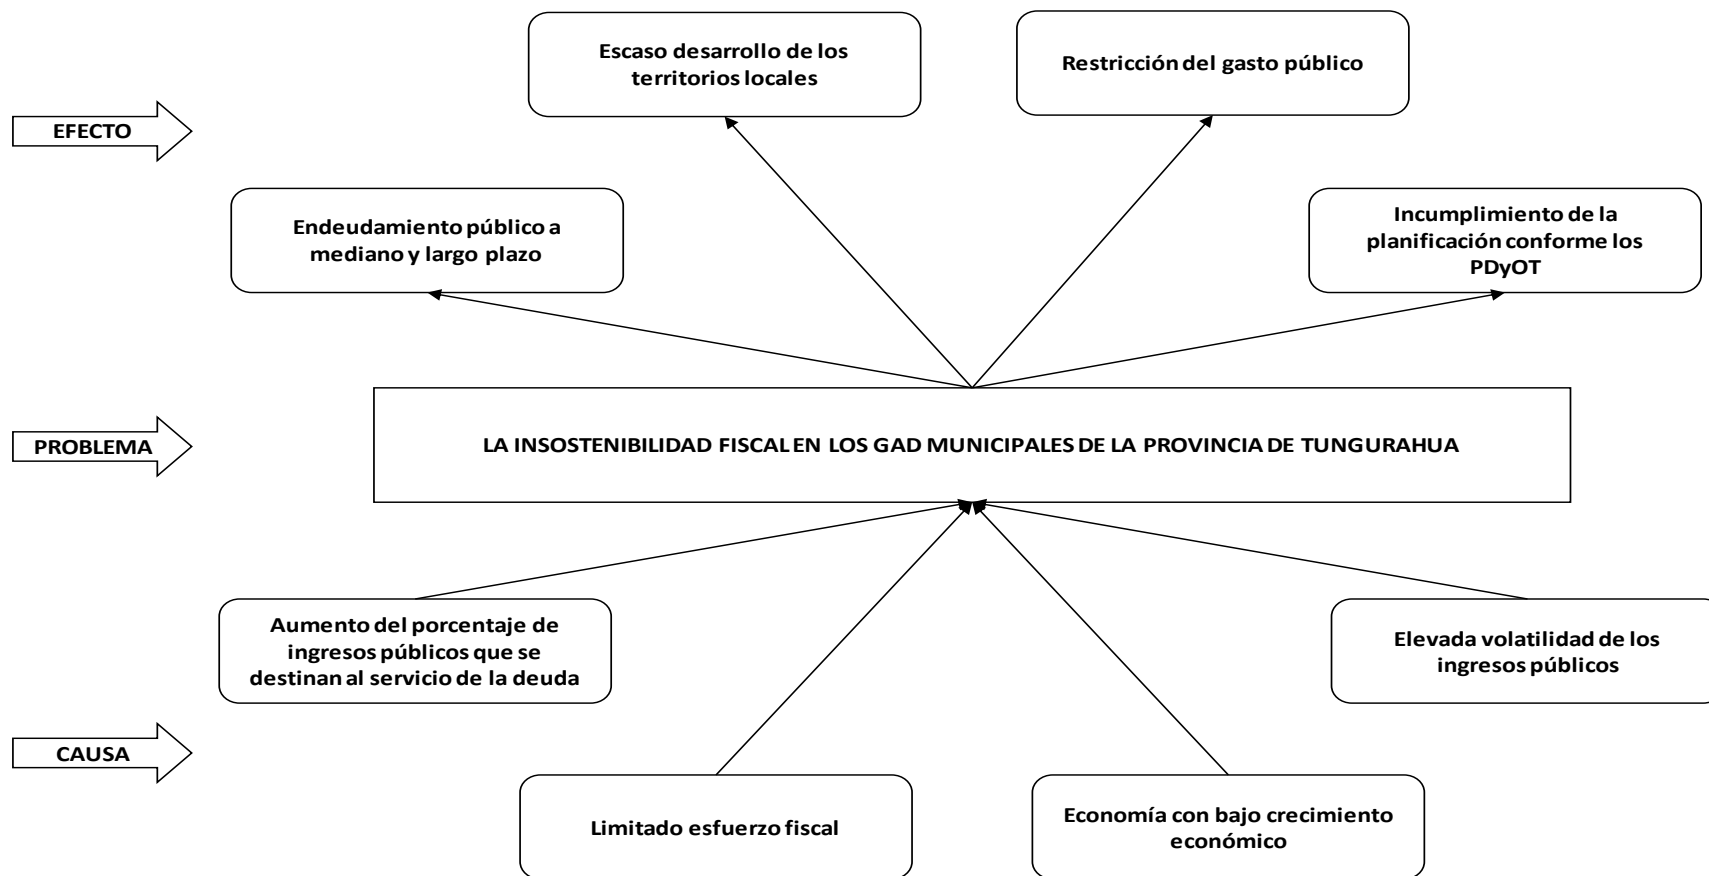 Escaso desarrollo de los
territorios locales
Restricción del gasto público
EFECTO
Endeudamiento público a
mediano y largo plazo
Incumplimiento de la
planificación conforme los
PDyOT
PROBLEMA
LA INSOSTENIBILIDAD FISCAL EN LOS GAD MUNICIPALES DE LA PROVINCIA DE TUNGURAHUA
Aumento del porcentaje de
ingresos públicos que se
destinan al servicio de la deuda
Elevada volatilidad de los
ingresos públicos
CAUSA
Limitado esfuerzo fiscal
Economía con bajo crecimiento
económico